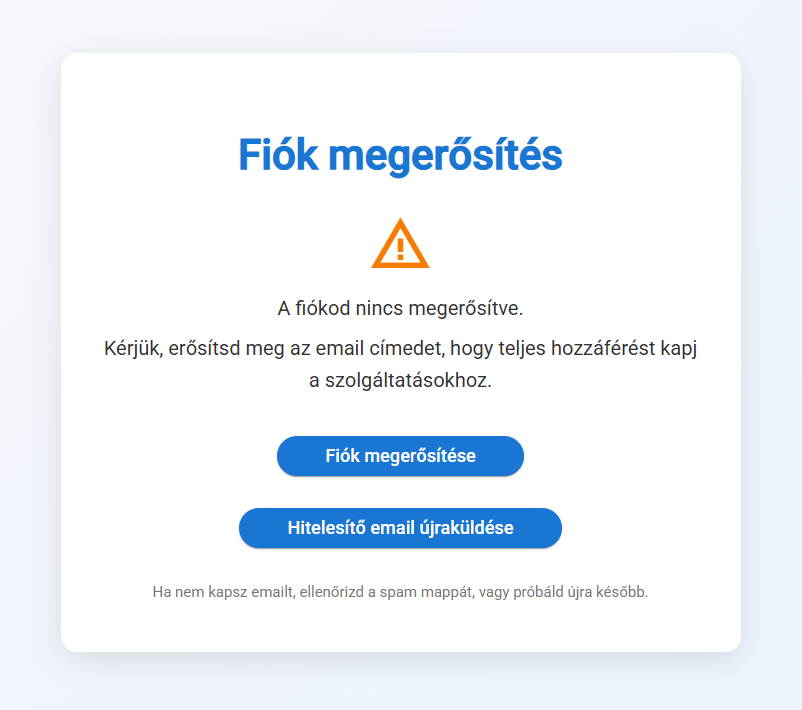 Fiók megerősítés
A fiókod nincs megerősítve.
Kérjük, erősítsd meg az email címedet, hogy teljes hozzáférést kapj
a szolgáltatásokhoz.
Fiók megerősítése
Hitelesítő email újraküldése
Ha nem kapsz emailt, ellenőrizd a spam mappát, vagy próbáld újra később.